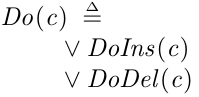 Do(c) ≜
∨ DoIns(c)
∨ DoDel(c)